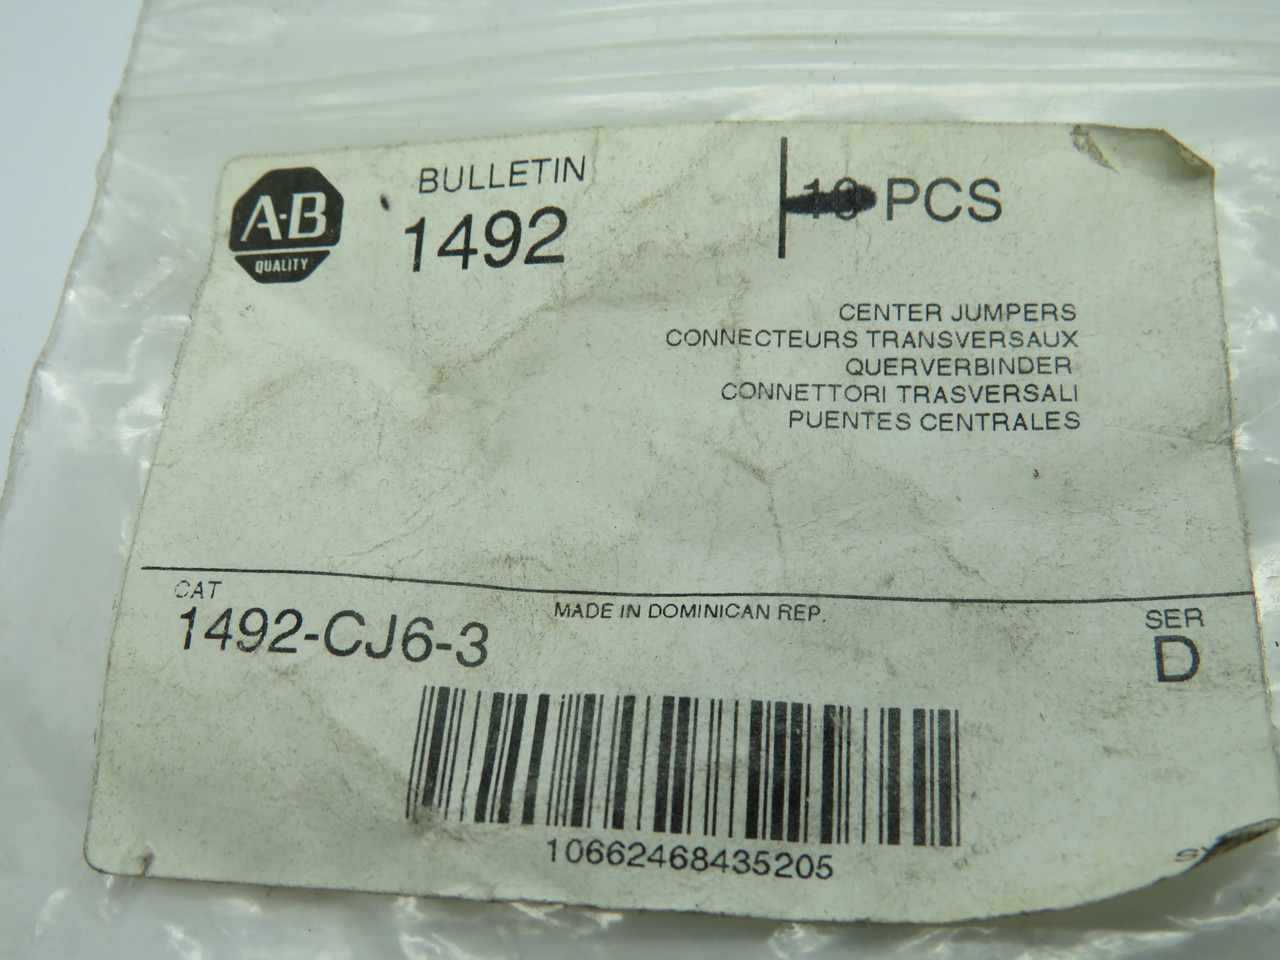 A-B
QUALITY
BULLETIN
1492
PCS
CENTER JUMPERS
CONNECTEURS TRANSVERSAUX
QUERVERBINDER
CONNETTORI TRASVERSALI
PUENTES CENTRALES
CAT
1492-CJ6-3
MADE IN DOMINICAN REP.
SER
D
10662468435205